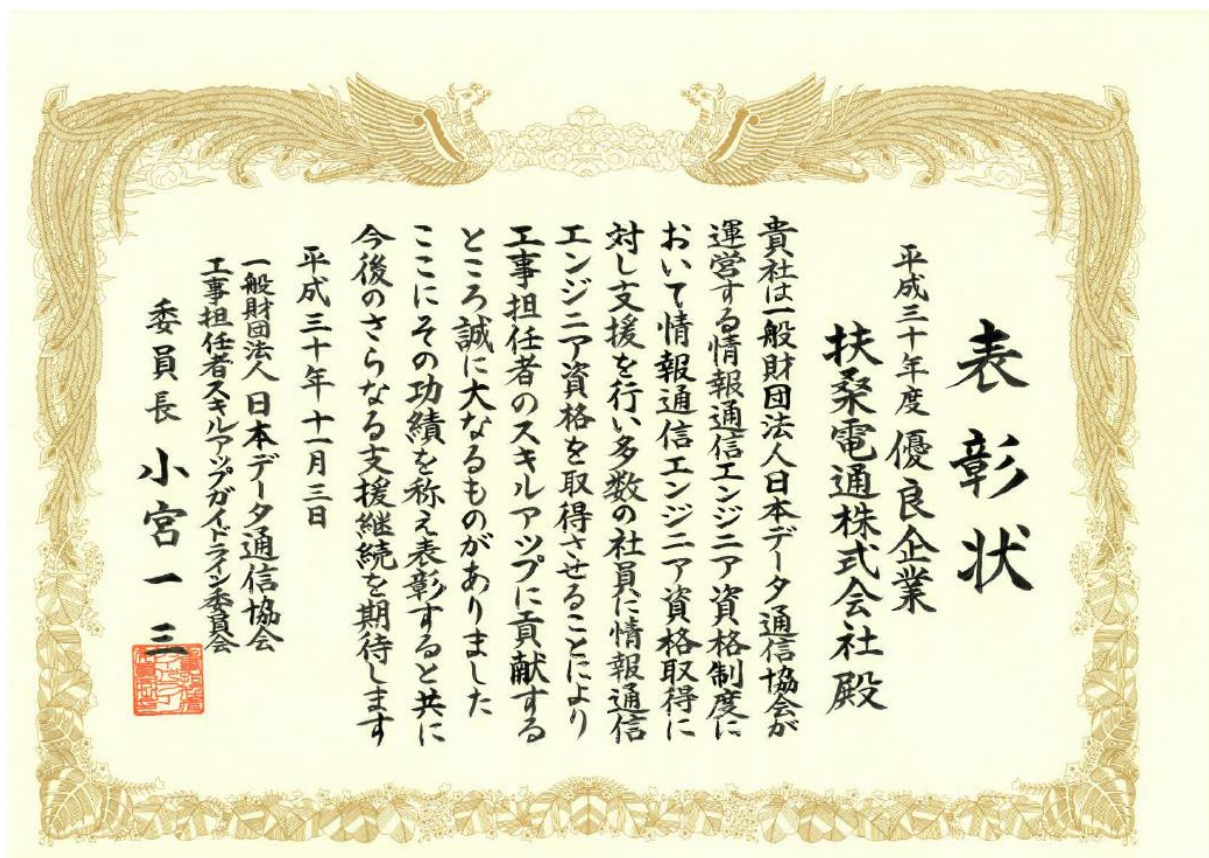 表彰状
平成三十年度 優良企業
扶桑電通株式会社殿
貴社は一般財団法人日本データ通信協会が
運営する情報通信エンジニア資格制度に
おいて情報通信エンジニア資格取得に
対し支援を行い多数の社員に情報通信
エンジニア資格を取得させることにより
工事担任者のスキルアップに貢献する
ところ誠に大なるものがありました
ここにその功績を称え表彰すると共に
今後のさらなる支援継続を期待します
平成三十年十一月三日
一般財団法人日本データ通信協会
工事担任者スキルアップガイドライン委員会
委員長 小宮一三